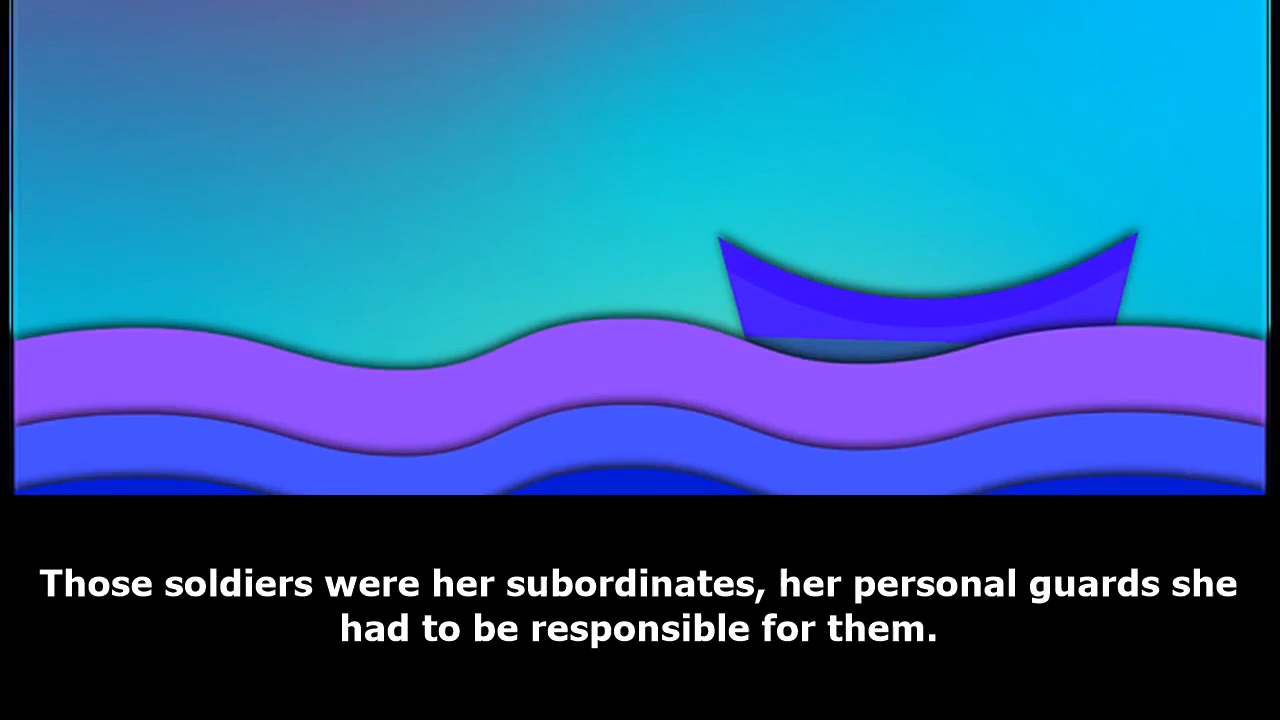 Those soldiers were her subordinates, her personal guards she
had to be responsible for them.